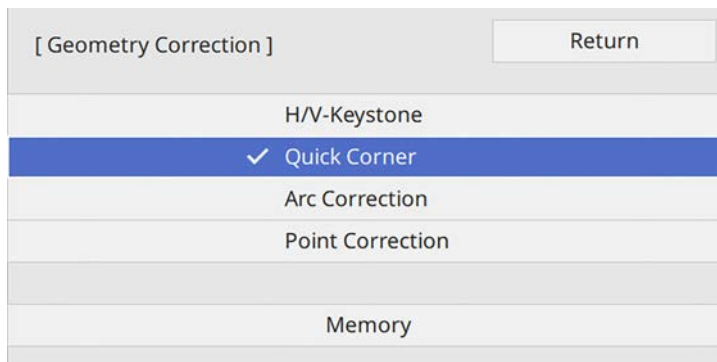 [ Geometry Correction ]
Return
H/V-Keystone
Quick Corner
Arc Correction
Point Correction
Memory